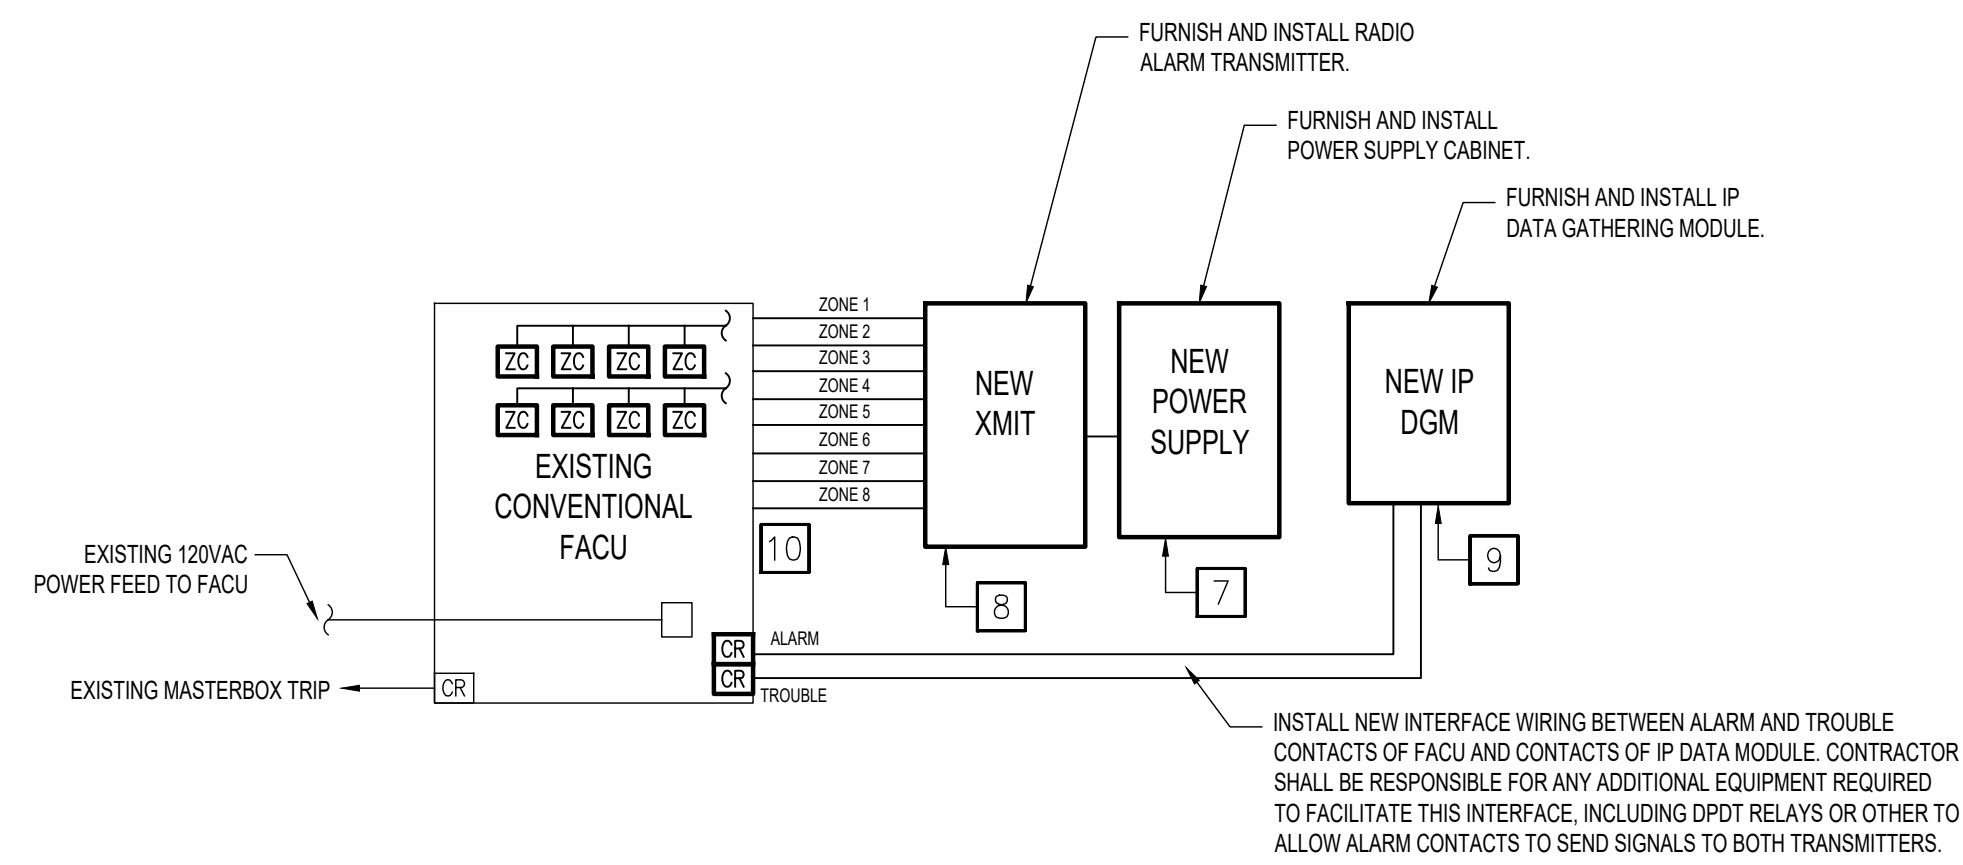 FURNISH AND INSTALL RADIO
ALARM TRANSMITTER.
FURNISH AND INSTALL
POWER SUPPLY CABINET.
FURNISH AND INSTALL IP
DATA GATHERING MODULE.
ZONE 1
ZONE 2
ZONE 3
ZONE 4
ZONE 5
ZONE 6
ZONE 7
ZONE 8
ZC ZC ZC ZC
ZC ZC ZC ZC
EXISTING
CONVENTIONAL
FACU
NEW
XMIT
NEW
POWER
SUPPLY
NEW IP
DGM
10
8
7
9
EXISTING 120VAC
POWER FEED TO FACU
CR
ALARM
CR
TROUBLE
EXISTING MASTERBOX TRIP
CR
INSTALL NEW INTERFACE WIRING BETWEEN ALARM AND TROUBLE
CONTACTS OF FACU AND CONTACTS OF IP DATA MODULE. CONTRACTOR
SHALL BE RESPONSIBLE FOR ANY ADDITIONAL EQUIPMENT REQUIRED
TO FACILITATE THIS INTERFACE, INCLUDING DPDT RELAYS OR OTHER TO
ALLOW ALARM CONTACTS TO SEND SIGNALS TO BOTH TRANSMITTERS.